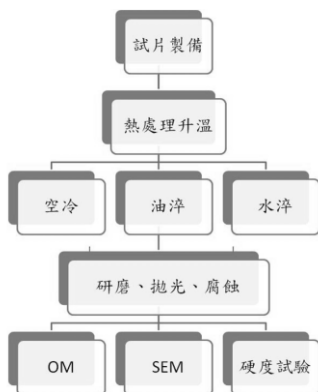 試片製備
熱處理升溫
空冷
油淬
水淬
研磨、拋光、腐蝕
OM
SEM
硬度試驗